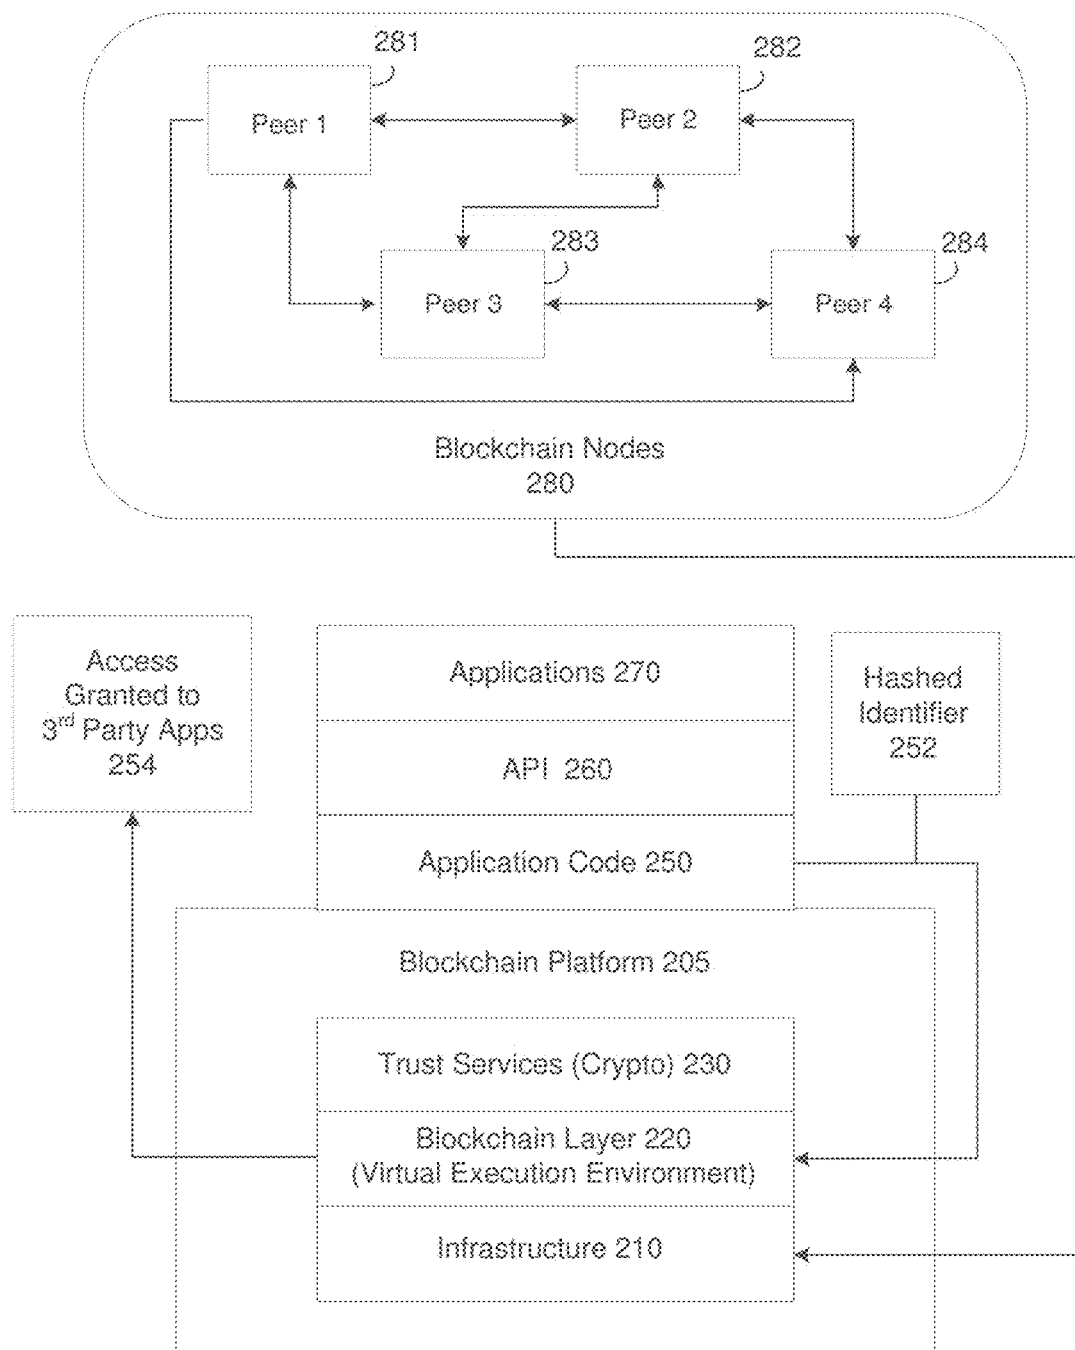 281
282
Peer 1
Peer 2
283
284
Peer 3
Peer 4
Blockchain Nodes
280
Access
Granted to
3rd Party Apps
254
Applications 270
API 260
Application Code 250
Hashed
Identifier
252
Blockchain Platform 205
Trust Services (Crypto) 230
Blockchain Layer 220
(Virtual Execution Environment)
Infrastructure 210